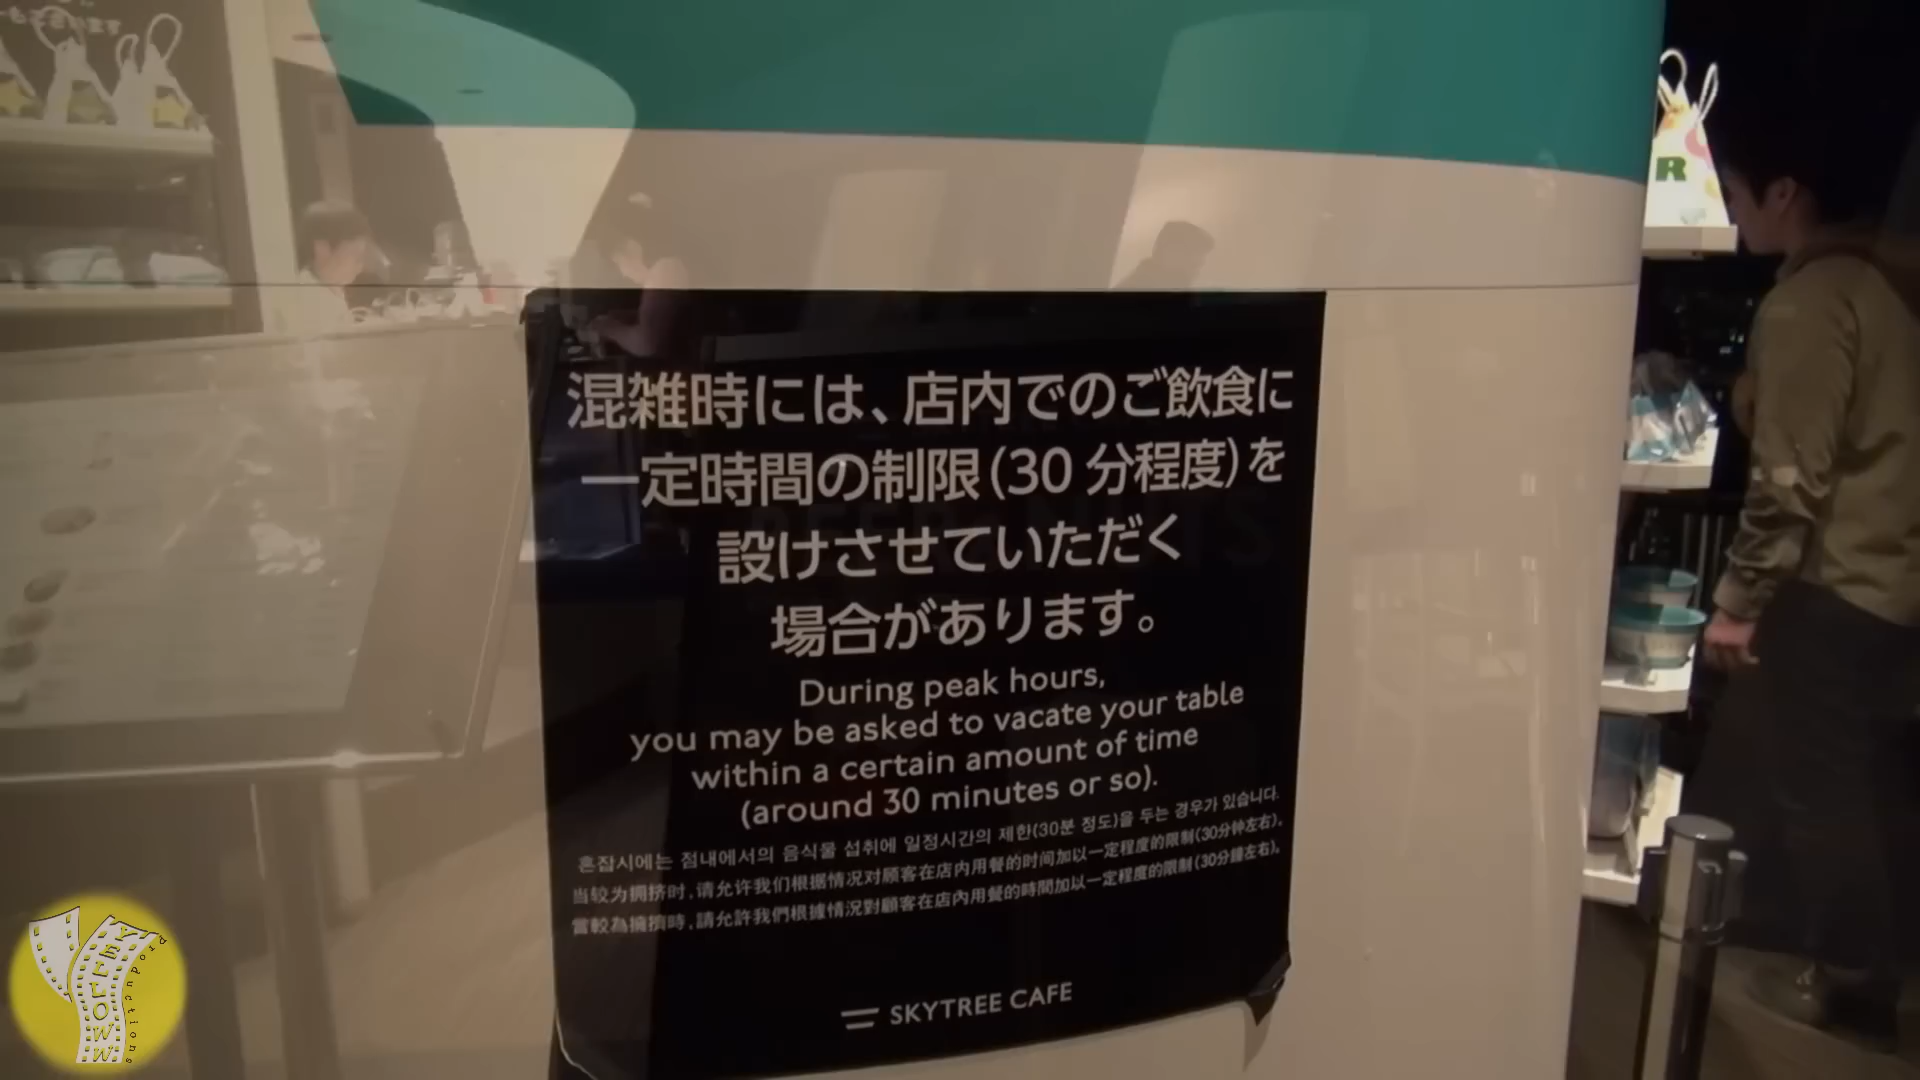 もございます
R
混雑時には、店内でのご飲食に
一定時間の制限(30 分程度)を
設けさせていただく
場合があります。
During peak hours,
you may be asked to vacate your table
within a certain amount of time
(around 30 minutes or so).
혼잡시에는 점내에서의 음식물 섭취에 일정시간의 제한(30분 정도)을 두는 경우가 있습니다.
当较为拥挤时,请允许我们根据情况对顾客在店内用餐的时间加以一定程度的限制(30分钟左右)。
當較為擁擠時,請允許我們根據情況對顧客在店內用餐的時間加以一定程度的限制(30分鐘左右)。
SKYTREE CAFE
YELLOW
Productions